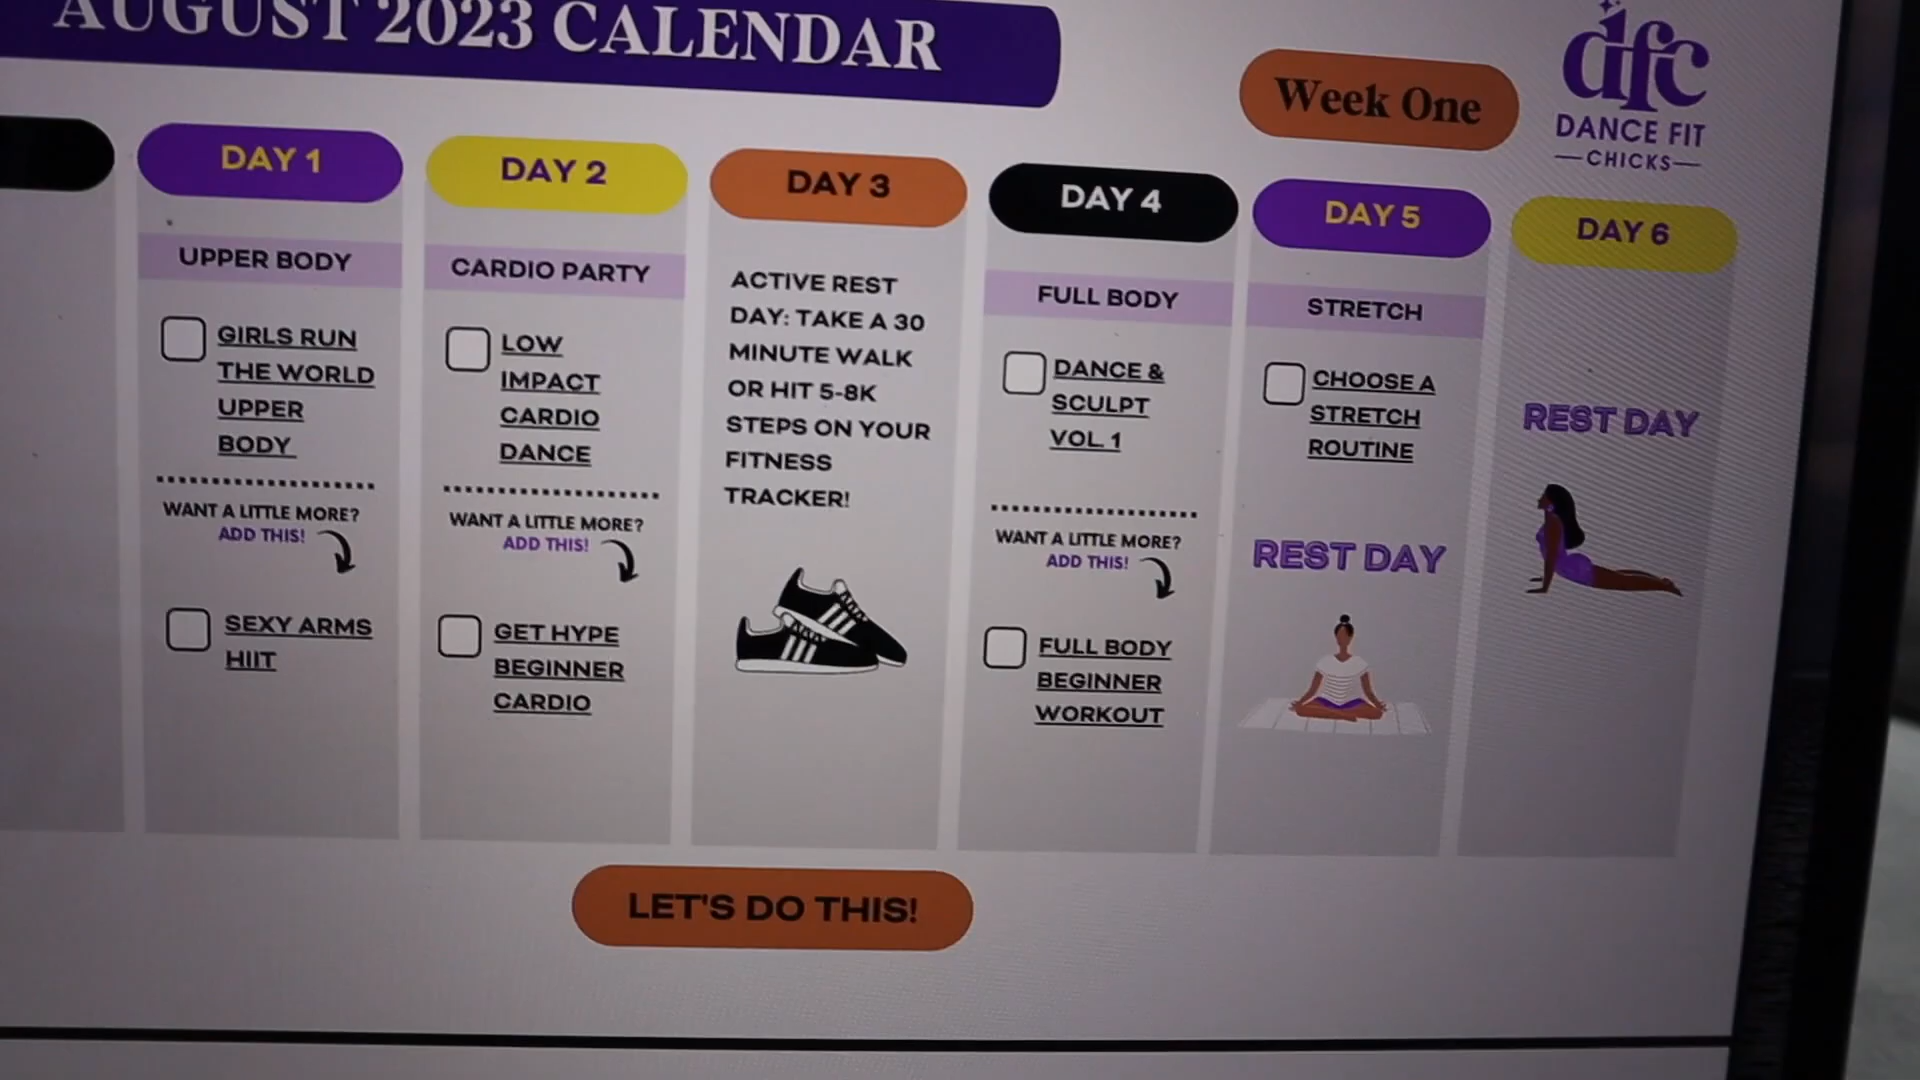 AUGUST 2023 CALENDAR
Week One
dfc
DANCE FIT
CHICKS
DAY 1
UPPER BODY
GIRLS RUN
THE WORLD
UPPER
BODY
WANT A LITTLE MORE?
ADD THIS!
SEXY ARMS
HIIT
DAY 2
CARDIO PARTY
LOW
IMPACT
CARDIO
DANCE
WANT A LITTLE MORE?
ADD THIS!
GET HYPE
BEGINNER
CARDIO
DAY 3
ACTIVE REST
DAY: TAKE A 30
MINUTE WALK
OR HIT 5-8K
STEPS ON YOUR
FITNESS
TRACKER!
DAY 4
FULL BODY
DANCE &
SCULPT
VOL. 1
WANT A LITTLE MORE?
ADD THIS!
FULL BODY
BEGINNER
WORKOUT
DAY 5
STRETCH
CHOOSE A
STRETCH
ROUTINE
REST DAY
DAY 6
REST DAY
LET'S DO THIS!